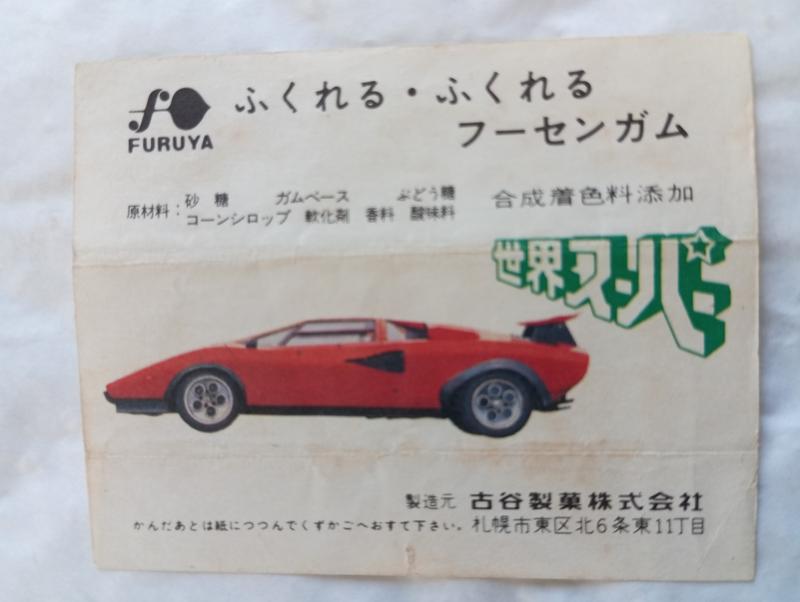 ふくれる・ふくれる
フーセンガム
FURUYA
原材料：砂糖 ガムベース ぶどう糖
コーンシロップ 軟化剤 香料 酸味料
合成着色料添加
世界スーパー
製造元 古谷製菓株式会社
かんだあとは紙につつんでくずかごへおすて下さい。札幌市東区北6条東11丁目